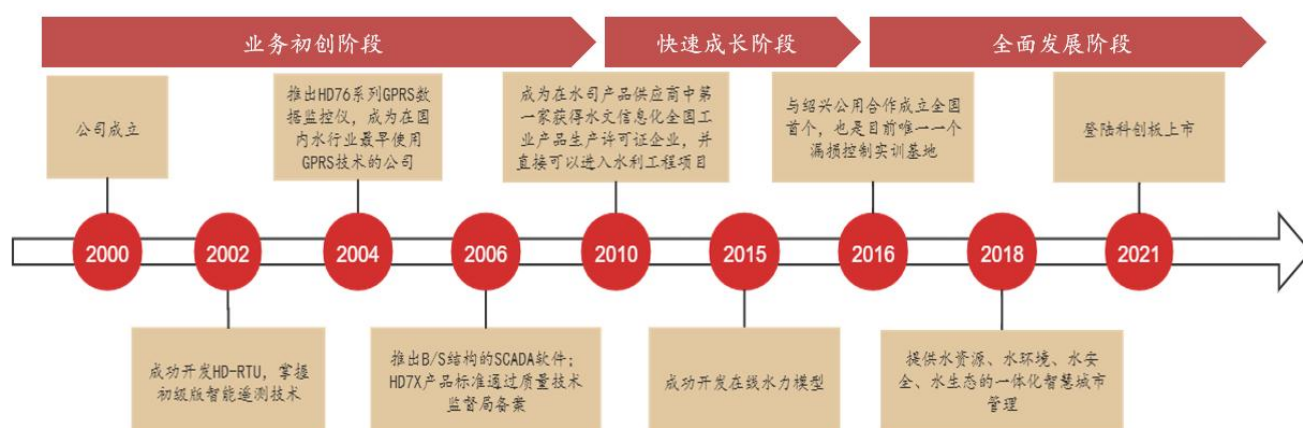 业务初创阶段
快速成长阶段
全面发展阶段
公司成立
推出HD76系列GPRS数
据监控仪，成为在国
内水行业最早使用
GPRS技术的公司
成为在水司产品供应商中第
一家获得水文信息化全国工
业产品生产许可证企业，并
直接可以进入水利工程项目
与绍兴公用合作成立全国
首个，也是目前唯一一个
漏损控制实训基地
登陆科创板上市
2000
2002
2004
2006
2010
2015
2016
2018
2021
成功开发HD-RTU，掌握
初级版智能遥测技术
推出B/S结构的SCADA软件；
HD7X产品标准通过质量技术
监督局备案
成功开发在线水力模型
提供水资源、水环境、水安
全、水生态的一体化智慧城市
管理